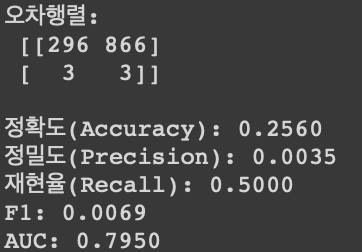 오차행렬:
[[296 866]
[  3   3]]
정확도(Accuracy): 0.2560
정밀도(Precision): 0.0035
재현율(Recall): 0.5000
F1: 0.0069
AUC: 0.7950